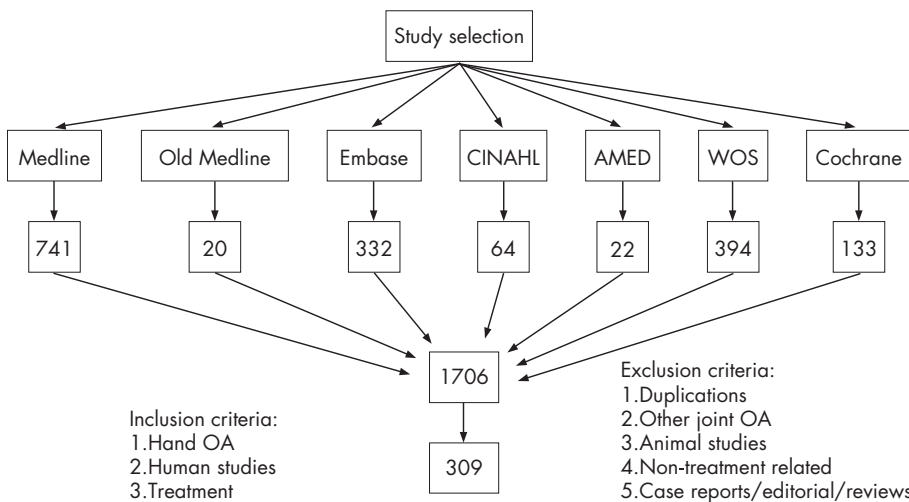 Study selection
Medline
Old Medline
Embase
CINAHL
AMED
WOS
Cochrane
741
20
332
64
22
394
133
1706
309
Inclusion criteria:
1.Hand OA
2.Human studies
3.Treatment
Exclusion criteria:
1.Duplications
2.Other joint OA
3.Animal studies
4.Non-treatment related
5.Case reports/editorial/reviews